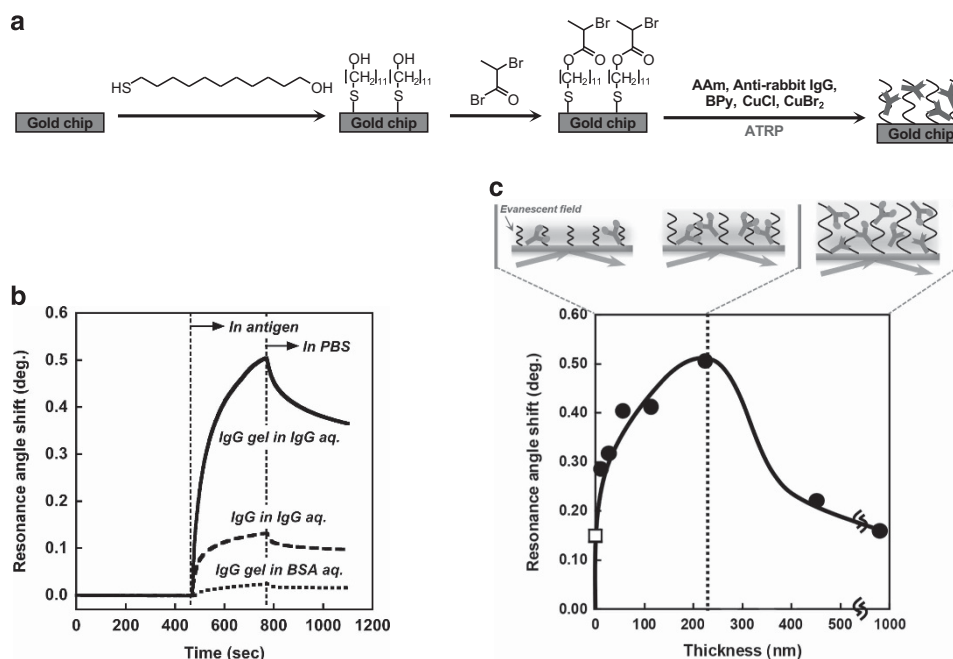 a
HS
OH
Gold chip
OH OH
[CH2]11 [CH2]11
S S
Gold chip
Br
Br O
Br Br
O O O O
[CH2]11 [CH2]11
S S
Gold chip
AAm, Anti-rabbit IgG,
BPy, CuCl, CuBr2
ATRP
Gold chip
b
0.6
0.5
0.4
0.3
0.2
0.1
0.0
Resonance angle shift (deg.)
In antigen
In PBS
IgG gel in IgG aq.
IgG in IgG aq.
IgG gel in BSA aq.
0 200 400 600 800 1000 1200
Time (sec)
c
Evanescent field
0.60
0.50
0.40
0.30
0.20
0.10
0.00
Resonance angle shift (deg.)
0 100 200 300 400 500 1000
Thickness (nm)